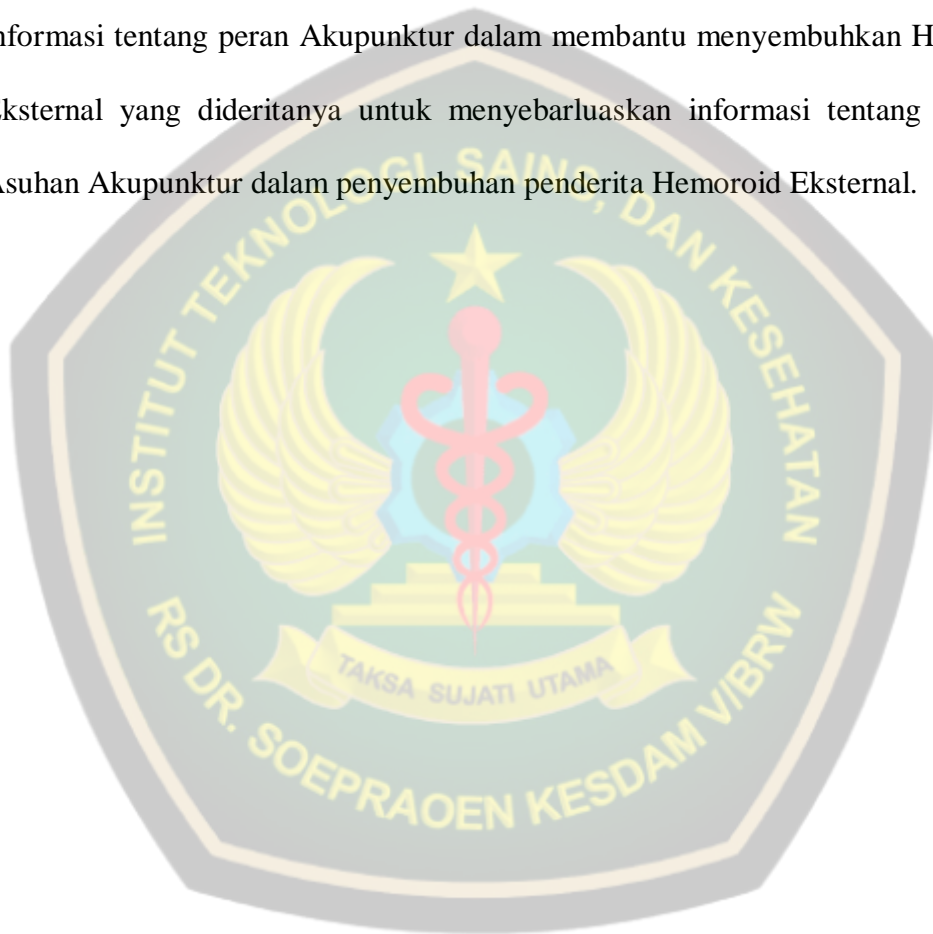 nformasi tentang peran Akupunktur dalam membantu menyembuhkan H
ksternal yang dideritanya untuk menyebarluaskan informasi tentang
Asuhan Akupunktur dalam penyembuhan penderita Hemoroid Eksternal.
INSTITUT TEKNOLOGI, SAINS, DAN KESEHATAN
TAKSA SUJATI UTAMA
RS DR. SOEPRAOEN KESDAM V/BRW